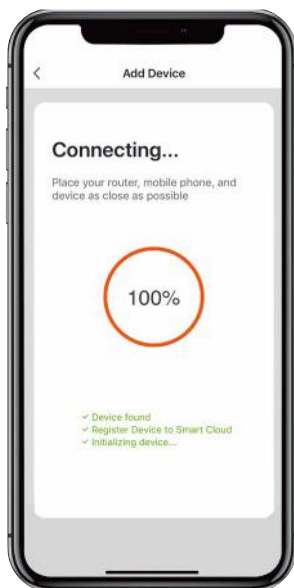 Add Device
Connecting...
Place your router, mobile phone, and
device as close as possible
100%
✓ Device found
✓ Register Device to Smart Cloud
✓ Initializing device...